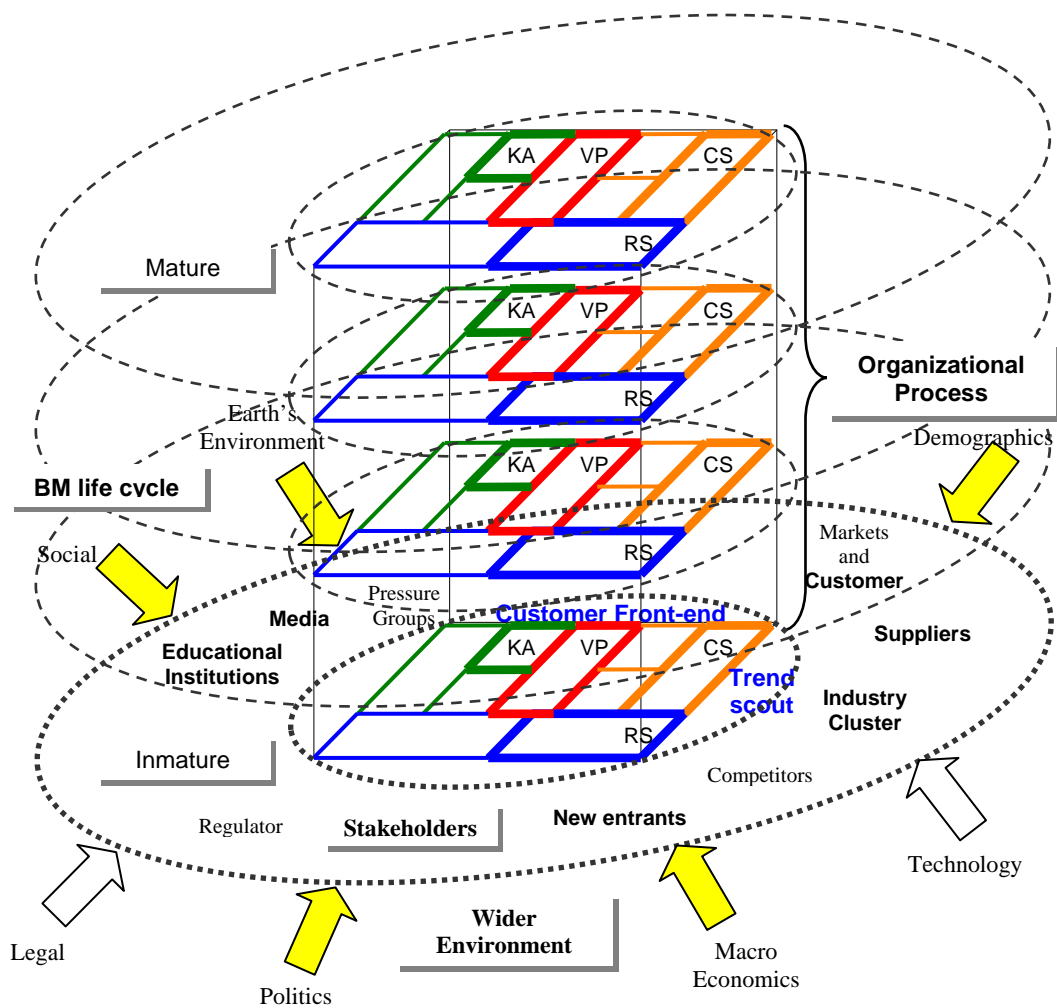 KA VP CS
RS
Mature
KA VP CS
Organizational
Process
RS
Earth's
Environment
Demographics
KA VP CS
BM life cycle
Markets
and
Customer
Social
RS
Pressure
Groups
Media
Customer Front-end
Suppliers
Educational
Institutions
KA VP CS
Trend
scout
Industry
Cluster
RS
Inmature
Competitors
Regulator
Stakeholders
New entrants
Technology
Wider
Environment
Legal
Macro
Economics
Politics